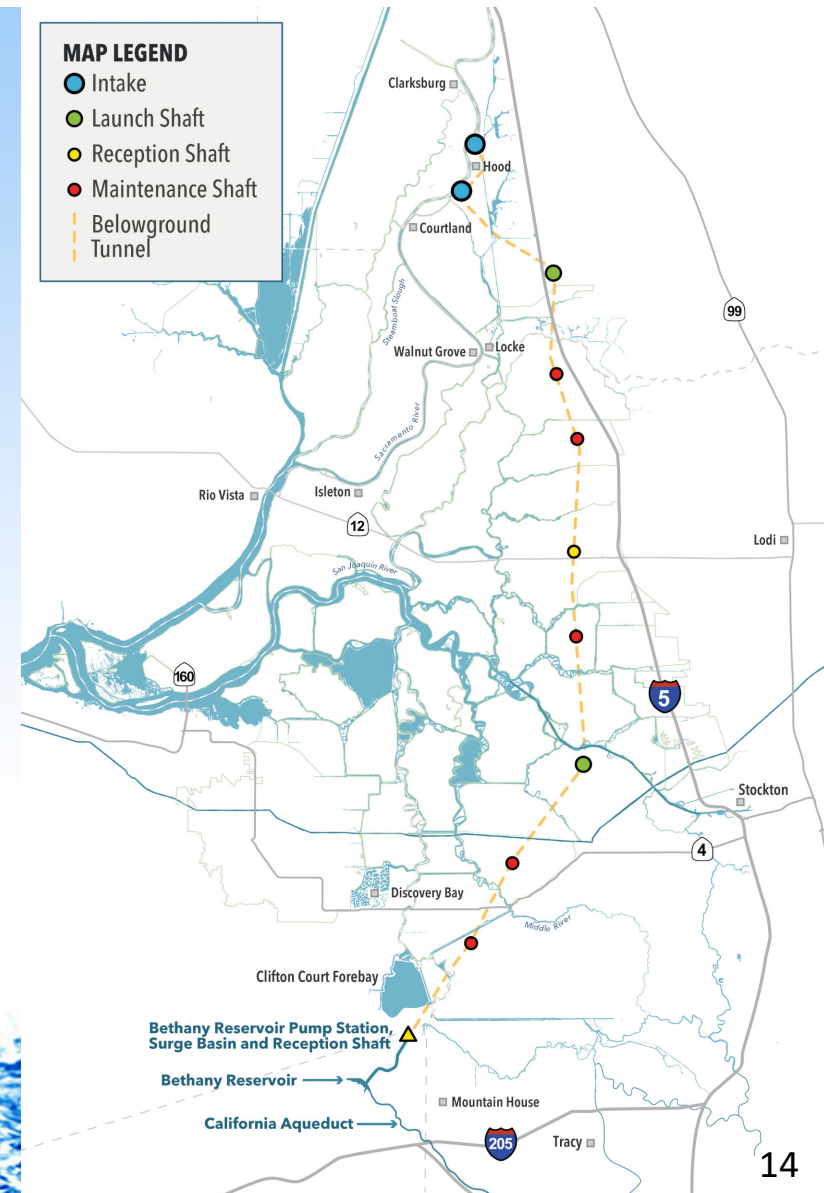 MAP LEGEND
Intake
Launch Shaft
Reception Shaft
Maintenance Shaft
Belowground
Tunnel
Clarksburg
Hood
Courtland
Steamboat Slough
99
Walnut Grove
Locke
Sacramento River
Rio Vista
Isleton
12
Lodi
San Joaquin River
160
5
Stockton
4
Discovery Bay
Middle River
Clifton Court Forebay
Bethany Reservoir Pump Station,
Surge Basin and Reception Shaft
Bethany Reservoir
Mountain House
California Aqueduct
205
Tracy
14